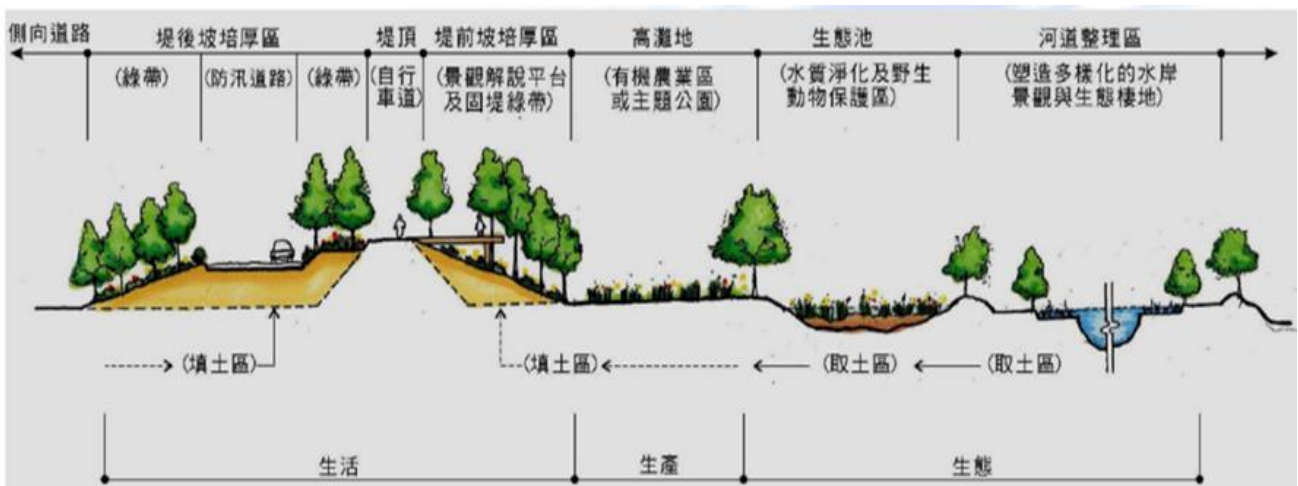 側向道路
堤後坡培厚區
堤頂
堤前坡培厚區
高灘地
生態池
河道整理區
(綠帶)
(防汛道路)
(綠帶)
(自行
車道)
(景觀解說平台
及固堤綠帶)
(有機農業區
或主題公園)
(水質淨化及野生
動物保護區)
(塑造多樣化的水岸
景觀與生態棲地)
(填土區)
(填土區)
(取土區)
(取土區)
生活
生產
生態